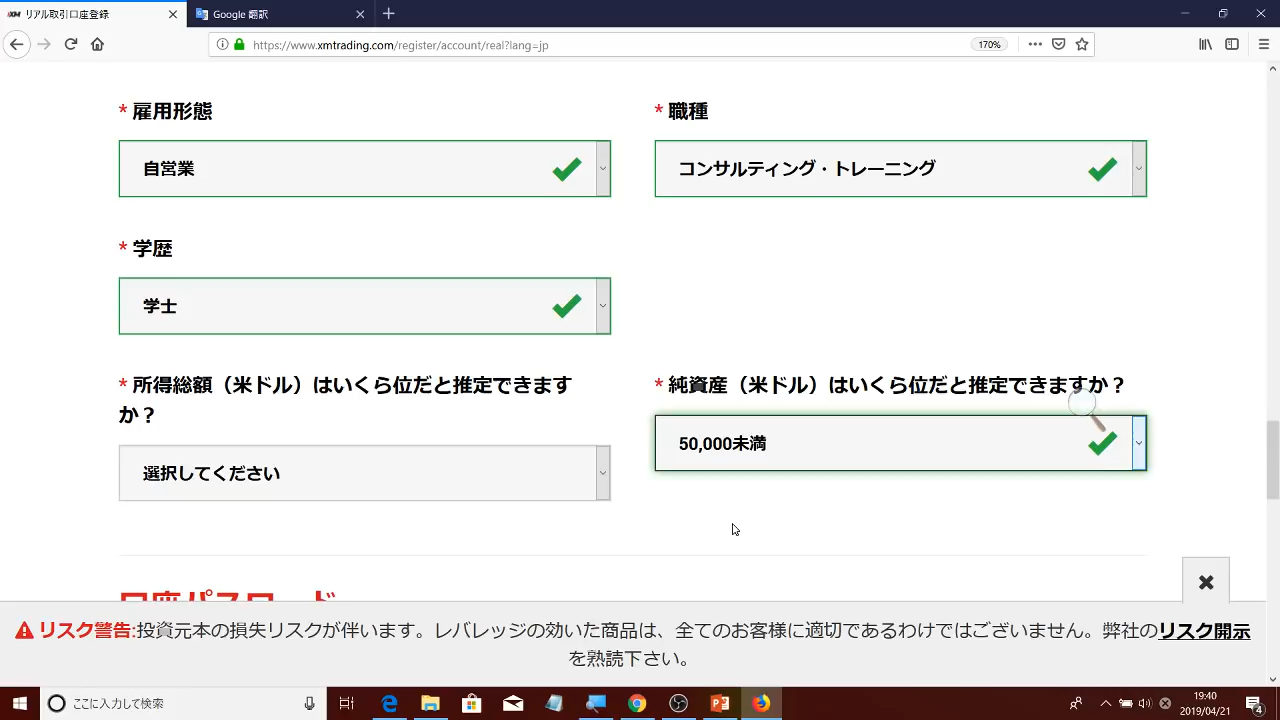 XM リアル取引口座登録
Google 翻訳
https://www.xmtrading.com/register/account/real?lang=jp
170%
* 雇用形態
* 職種
自営業
コンサルティング・トレーニング
* 学歴
学士
* 所得総額（米ドル）はいくら位だと推定できます
か？
* 純資産（米ドル）はいくら位だと推定できますか？
50,000未満
選択してください
口座パスワード
リスク警告:投資元本の損失リスクが伴います。レバレッジの効いた商品は、全てのお客様に適切であるわけではございません。弊社のリスク開示
を熟読下さい。
ここに入力して検索
19:40
2019/04/21
4